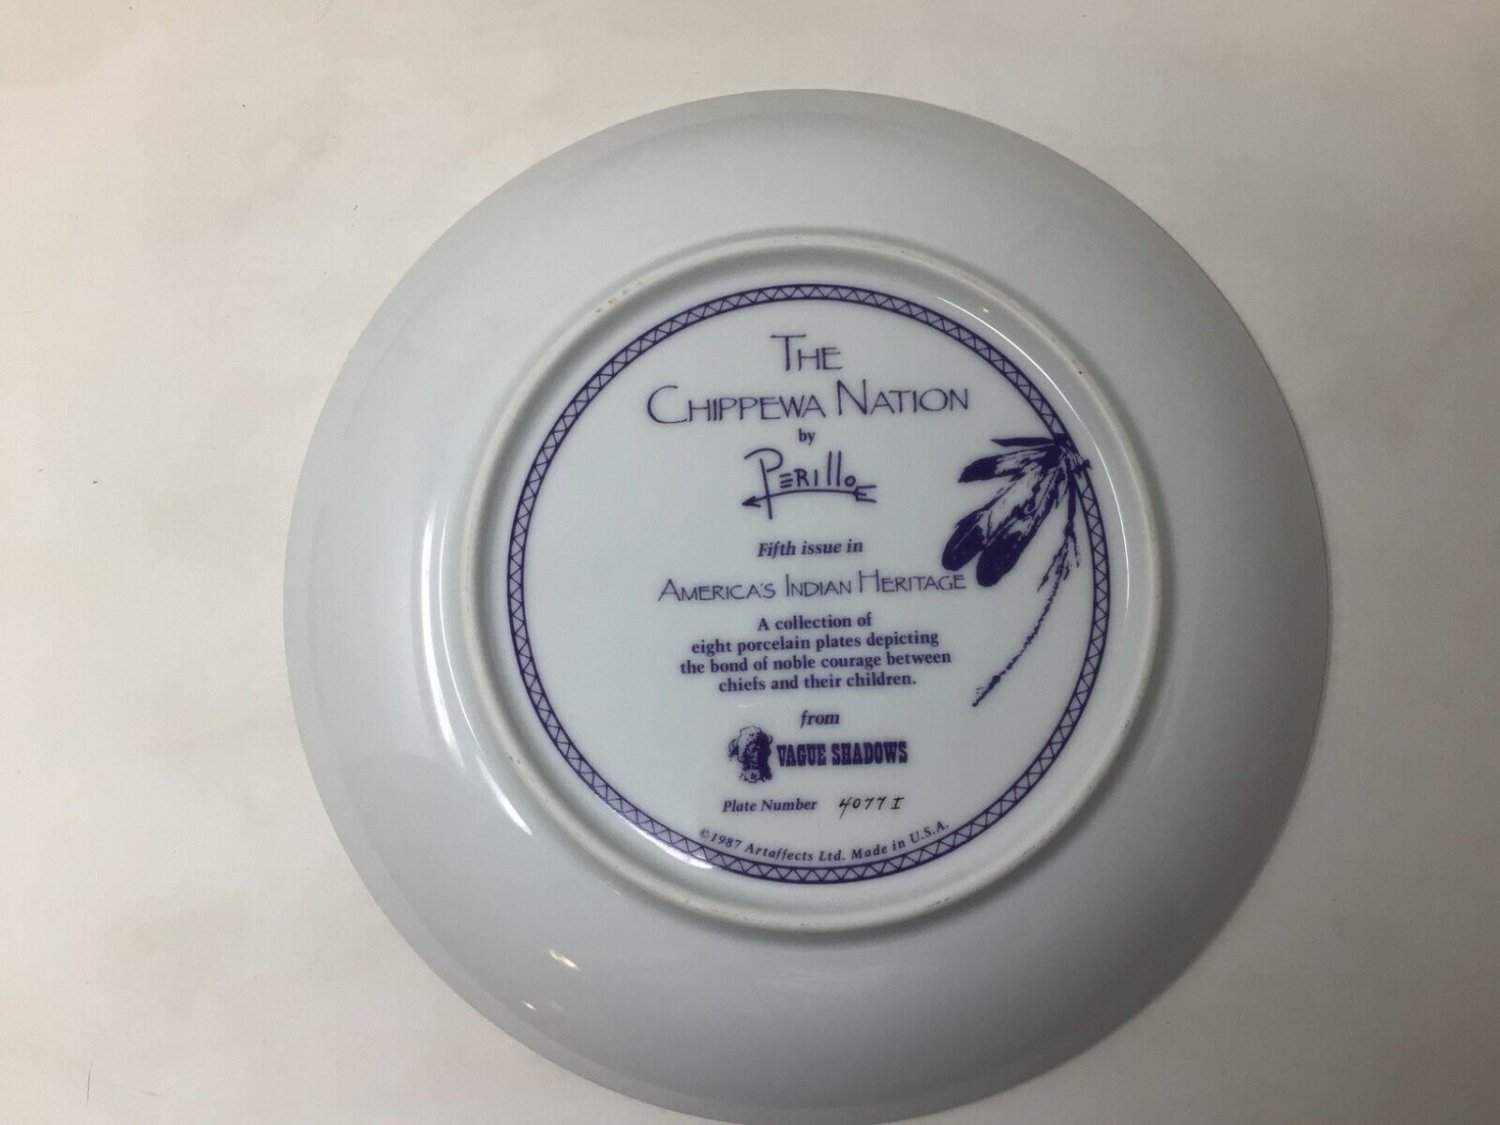 THE
CHIPPEWA NATION
by
PERILLO
Fifth issue in
AMERICA'S INDIAN HERITAGE
A collection of
eight porcelain plates depicting
the bond of noble courage between
chiefs and their children.
from
VAGUE SHADOWS
Plate Number 4077 I
©1987 Artaffects Ltd. Made in U.S.A.